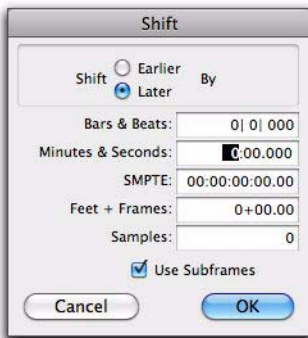 Shift
Earlier
Shift By
Later
Bars & Beats: 0| 0| 000
Minutes & Seconds: 0:00.000
SMPTE: 00:00:00:00.00
Feet + Frames: 0+00.00
Samples: 0
Use Subframes
Cancel OK